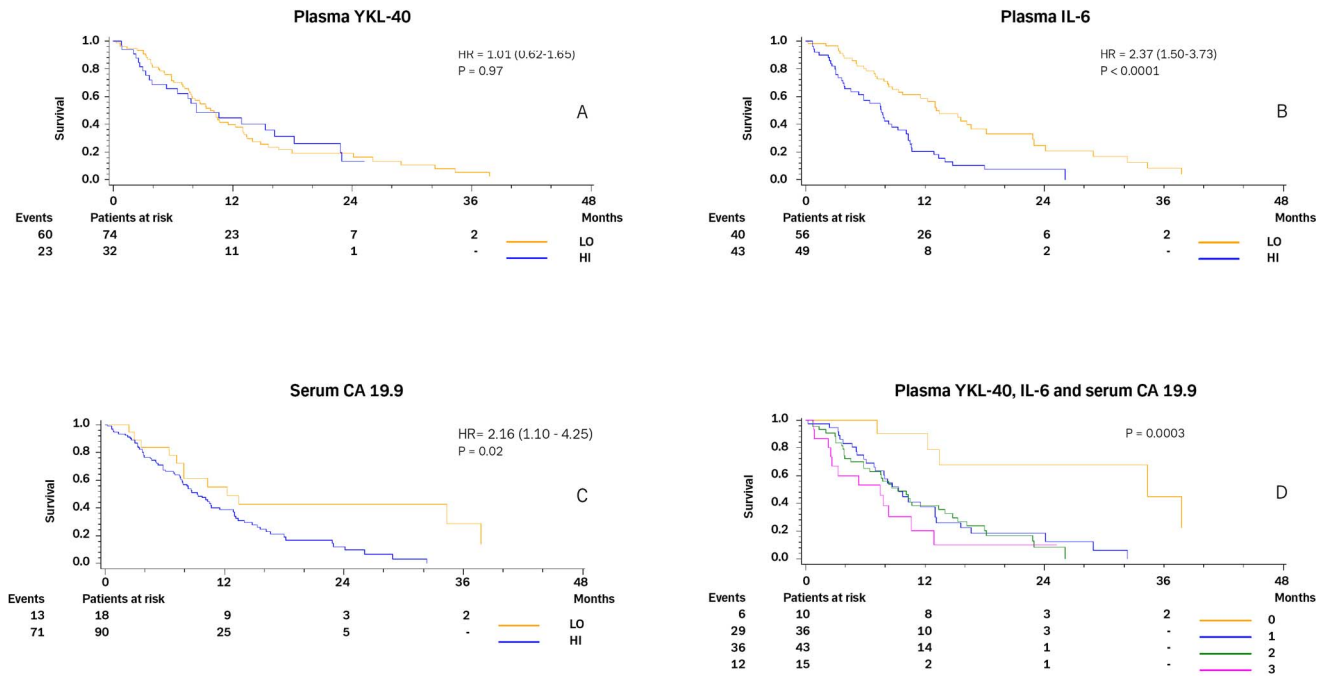 Plasma YKL-40
1.0
0.8
0.6
0.4
0.2
0.0
Survival
HR = 1.01 (0.62-1.65)
P = 0.97
A
0 12 24 36 48
Events Patients at risk Months
60 74 23 7 2 LO
23 32 11 1 - HI
Plasma IL-6
1.0
0.8
0.6
0.4
0.2
0.0
Survival
HR = 2.37 (1.50-3.73)
P < 0.0001
B
0 12 24 36 48
Events Patients at risk Months
40 56 26 6 2 LO
43 49 8 2 - HI
Serum CA 19.9
1.0
0.8
0.6
0.4
0.2
0.0
Survival
HR= 2.16 (1.10 - 4.25)
P = 0.02
C
0 12 24 36 48
Events Patients at risk Months
13 18 9 3 2 LO
71 90 25 5 - HI
Plasma YKL-40, IL-6 and serum CA 19.9
1.0
0.8
0.6
0.4
0.2
0.0
Survival
P = 0.0003
D
0 12 24 36 48
Events Patients at risk Months
6 10 8 3 2 0
29 36 10 3 - 1
36 43 14 1 - 2
12 15 2 1 - 3